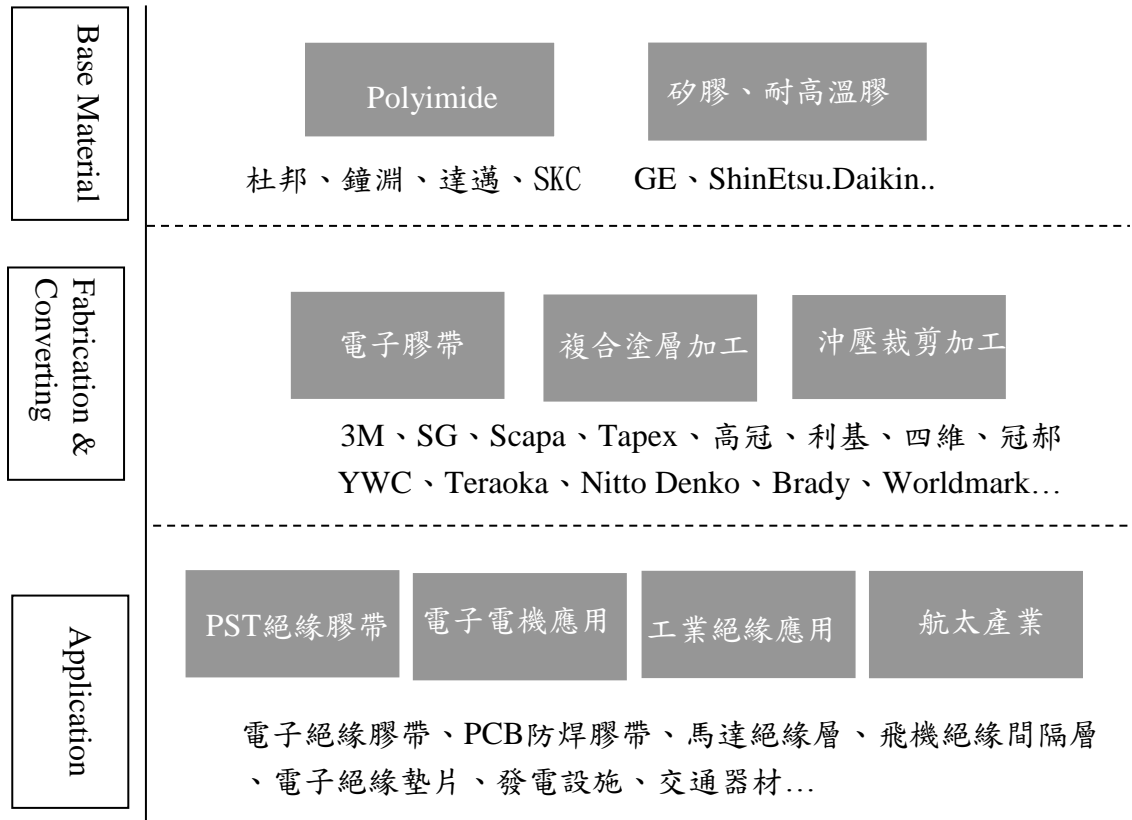 Base Material
Polyimide
矽膠、耐高溫膠
杜邦、鐘淵、達邁、SKC
GE、ShinEtsu.Daikin..
Fabrication &
Converting
電子膠帶
複合塗層加工
沖壓裁剪加工
3M、SG、Scapa、Tapex、高冠、利基、四維、冠郝
YWC、Teraoka、Nitto Denko、Brady、Worldmark…
Application
PST絕緣膠帶
電子電機應用
工業絕緣應用
航太產業
電子絕緣膠帶、PCB防焊膠帶、馬達絕緣層、飛機絕緣間隔層
、電子絕緣墊片、發電設施、交通器材…